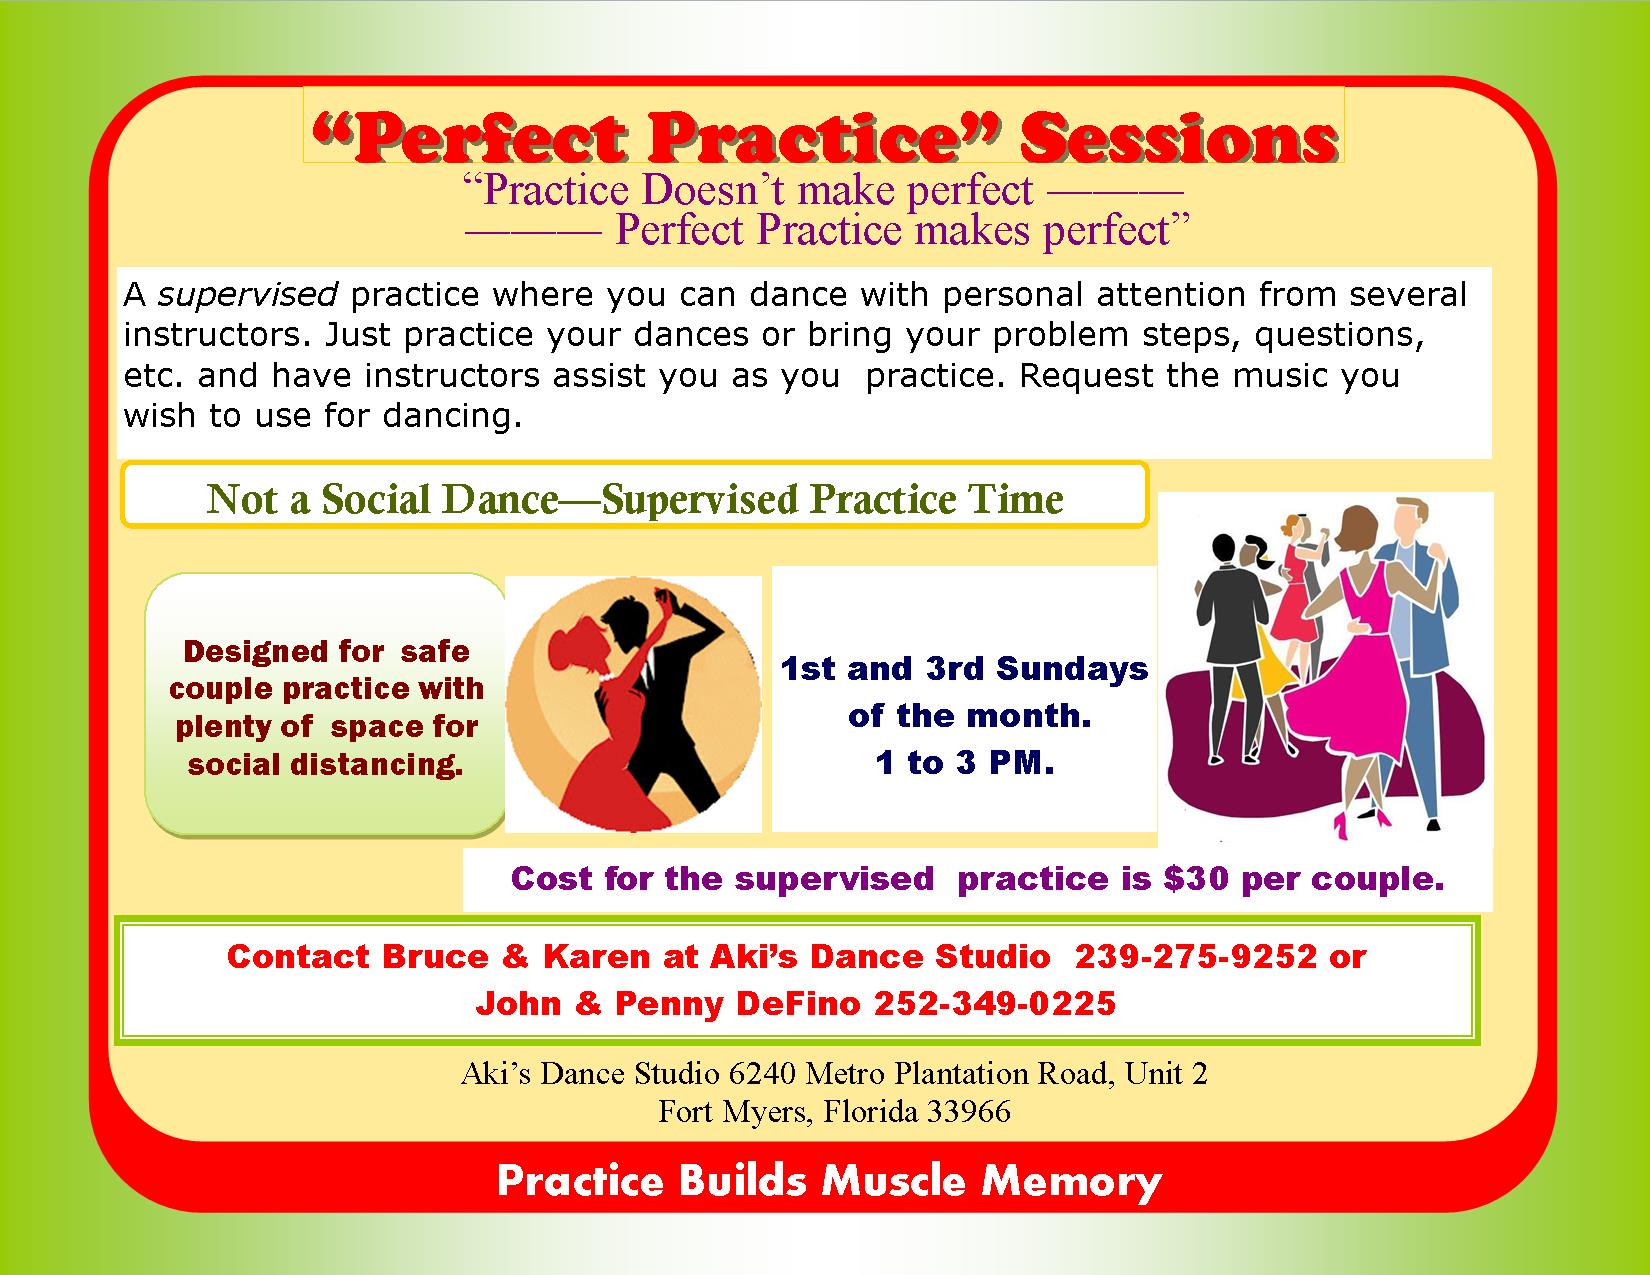 “Perfect Practice” Sessions
“Practice Doesn’t make perfect ———
——— Perfect Practice makes perfect”
A supervised practice where you can dance with personal attention from several
instructors. Just practice your dances or bring your problem steps, questions,
etc. and have instructors assist you as you  practice. Request the music you
wish to use for dancing.
Not a Social Dance—Supervised Practice Time
Designed for  safe
couple practice with
plenty of  space for
social distancing.
1st and 3rd Sundays
of the month.
1 to 3 PM.
Cost for the supervised  practice is $30 per couple.
Contact Bruce & Karen at Aki’s Dance Studio  239-275-9252 or
John & Penny DeFino 252-349-0225
Aki’s Dance Studio 6240 Metro Plantation Road, Unit 2
Fort Myers, Florida 33966
Practice Builds Muscle Memory